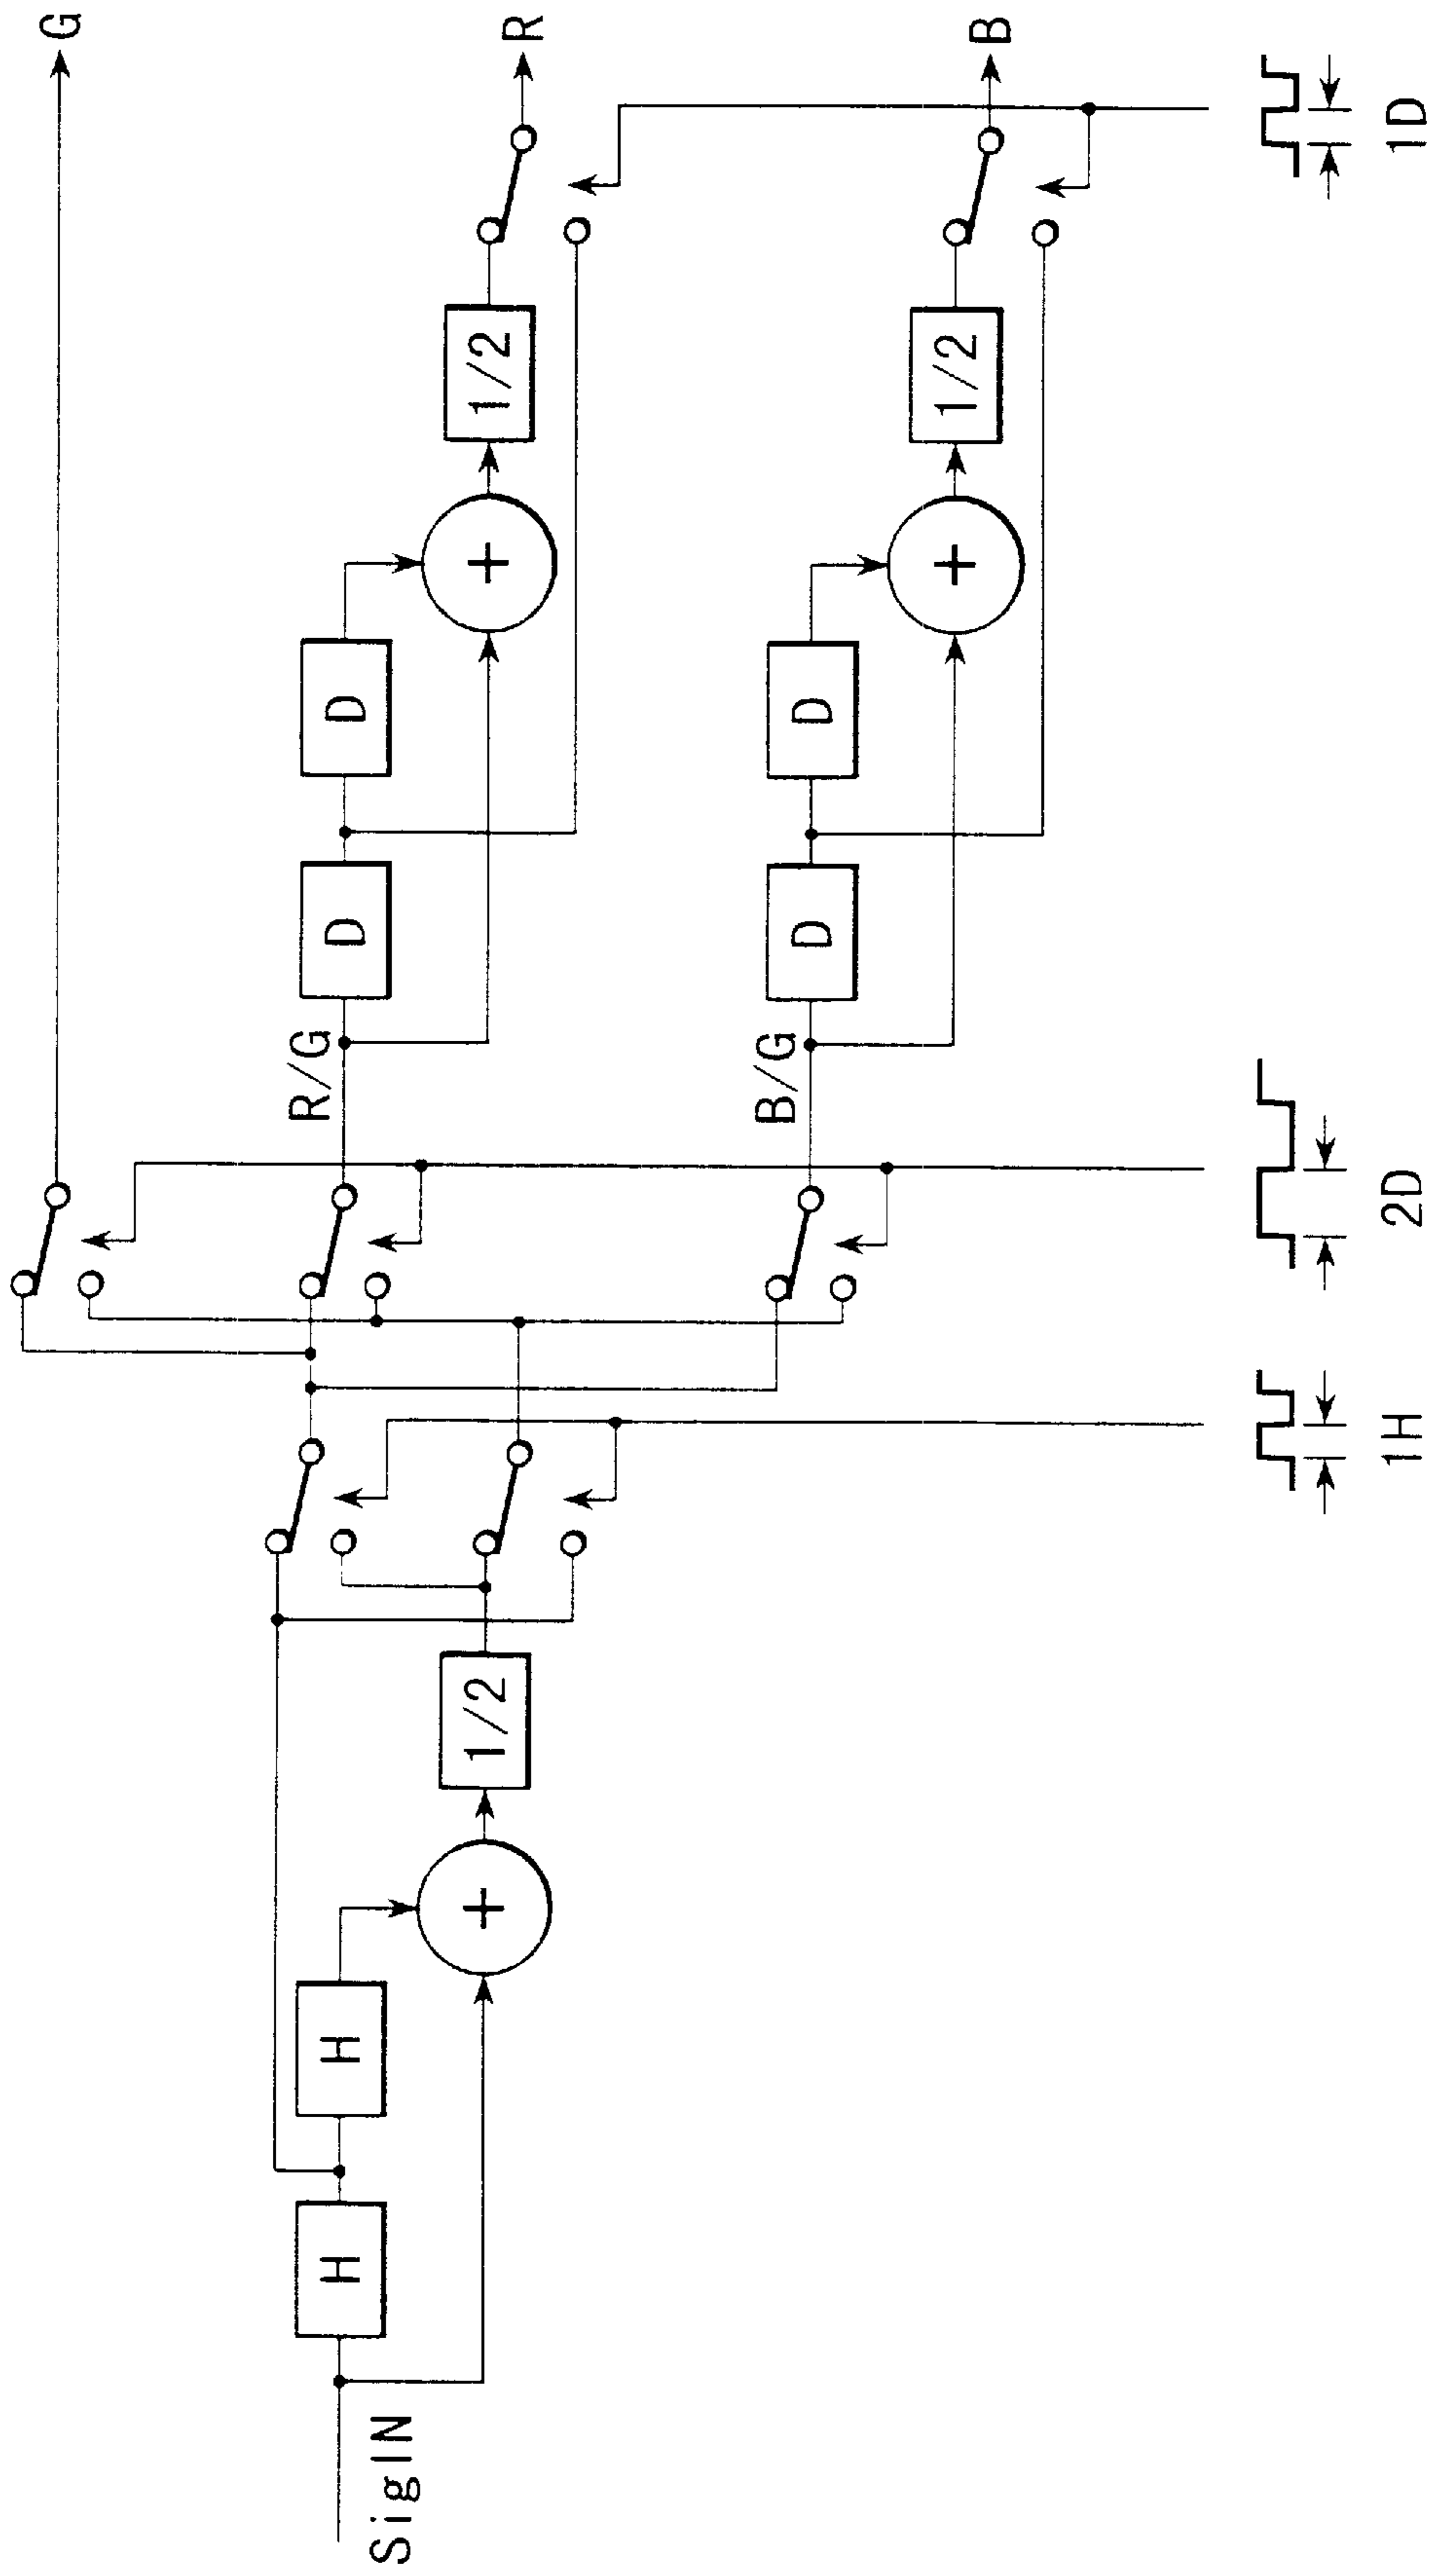 SigIN
H
H
+
1/2
1H
2D
G
R/G
D
D
+
1/2
R
B/G
D
D
+
1/2
B
1D